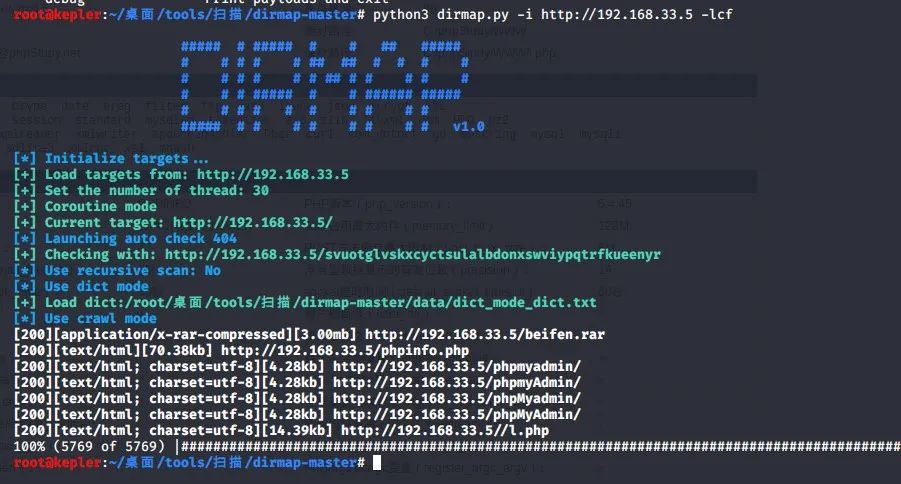 debug Print payloads and exit
root@kepler:~/桌面/tools/扫描/dirmap-master# python3 dirmap.py -i http://192.168.33.5 -lcf
v1.0
[*] Initialize targets...
[+] Load targets from: http://192.168.33.5
[+] Set the number of thread: 30
[+] Coroutine mode
[+] Current target: http://192.168.33.5/
[*] Launching auto check 404
[+] Checking with: http://192.168.33.5/svuotglvskxcyctsulalbdonxswviypqtrfkueenyr
[*] Use recursive scan: No
[*] Use dict mode
[+] Load dict:/root/桌面/tools/扫描/dirmap-master/data/dict_mode_dict.txt
[*] Use crawl mode
[200][application/x-rar-compressed][3.00mb] http://192.168.33.5/beifen.rar
[200][text/html][70.38kb] http://192.168.33.5/phpinfo.php
[200][text/html; charset=utf-8][4.28kb] http://192.168.33.5/phpmyadmin/
[200][text/html; charset=utf-8][4.28kb] http://192.168.33.5/phpmyAdmin/
[200][text/html; charset=utf-8][4.28kb] http://192.168.33.5/phpMyadmin/
[200][text/html; charset=utf-8][4.28kb] http://192.168.33.5/phpMyAdmin/
[200][text/html; charset=utf-8][14.39kb] http://192.168.33.5//l.php
100% (5769 of 5769) |##########################################################################################
root@kepler:~/桌面/tools/扫描/dirmap-master#